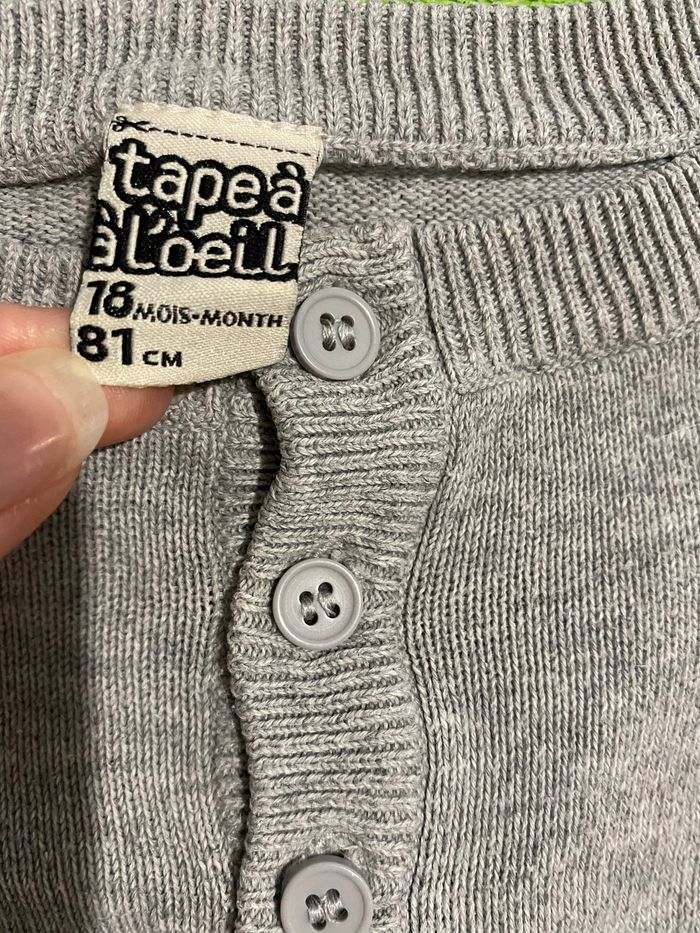 tape à
à l'oeil
18 MOIS-MONTH
81 CM